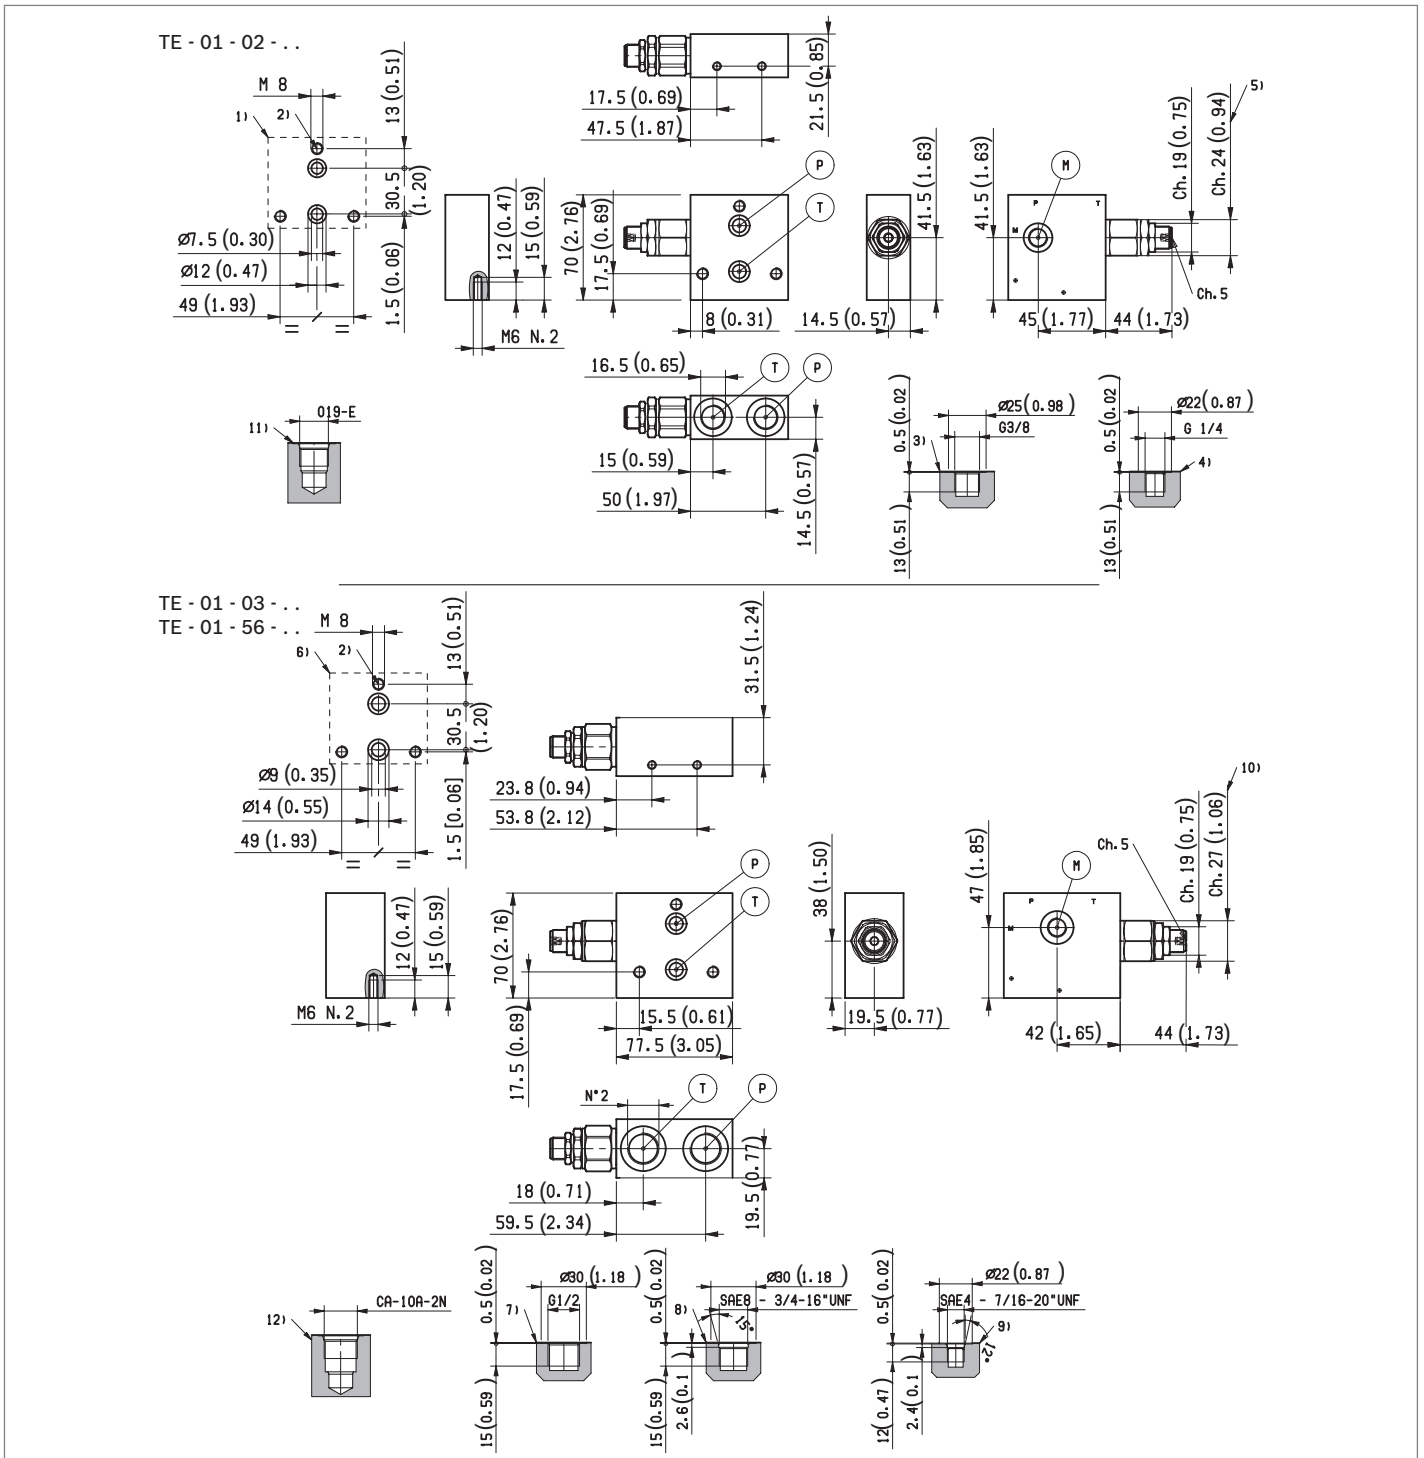 TE - 01 - 02 - . .
M 8
1)
2)
13 (0.51)
30.5
(1.20)
Ø7.5 (0.30)
Ø12 (0.47)
49 (1.93)
= =
1.5 (0.06)
12 (0.47)
15 (0.59)
M6 N.2
17.5 (0.69)
47.5 (1.87)
21.5 (0.85)
P
T
70 (2.76)
17.5 (0.69)
8 (0.31)
41.5 (1.63)
14.5 (0.57)
41.5 (1.63)
M
P T
M
Ch.19 (0.75)
Ch.24 (0.94)
5)
Ch.5
45 (1.77)
44 (1.73)
16.5 (0.65)
T
P
15 (0.59)
50 (1.97)
14.5 (0.57)
11)
019-E
0.5 (0.02)
Ø25(0.98)
G3/8
3)
13(0.51)
0.5 (0.02)
Ø22(0.87)
G 1/4
4)
13(0.51)
TE - 01 - 03 - . .
TE - 01 - 56 - . .
M 8
6)
2)
13 (0.51)
30.5
(1.20)
Ø9 (0.35)
Ø14 (0.55)
49 (1.93)
= =
1.5 [0.06]
31.5 (1.24)
23.8 (0.94)
53.8 (2.12)
12 (0.47)
15 (0.59)
M6 N.2
P
T
70 (2.76)
17.5 (0.69)
15.5 (0.61)
77.5 (3.05)
38 (1.50)
19.5 (0.77)
47 (1.85)
Ch.5
M
P T
M
Ch.19 (0.75)
Ch.27 (1.06)
10)
42 (1.65)
44 (1.73)
N°2
T
P
18 (0.71)
59.5 (2.34)
19.5 (0.77)
12)
CA-10A-2N
0.5(0.02)
Ø30 (1.18 )
G1/2
7)
15(0.59)
0.5(0.02)
Ø30 (1.18)
SAE8 - 3/4-16"UNF
8)
15°
15(0.59)
2.6(0.1 )
0.5(0.02)
Ø22(0.87 )
SAE4 - 7/16-20"UNF
9)
12°
12(0.47)
2.4(0.1 )